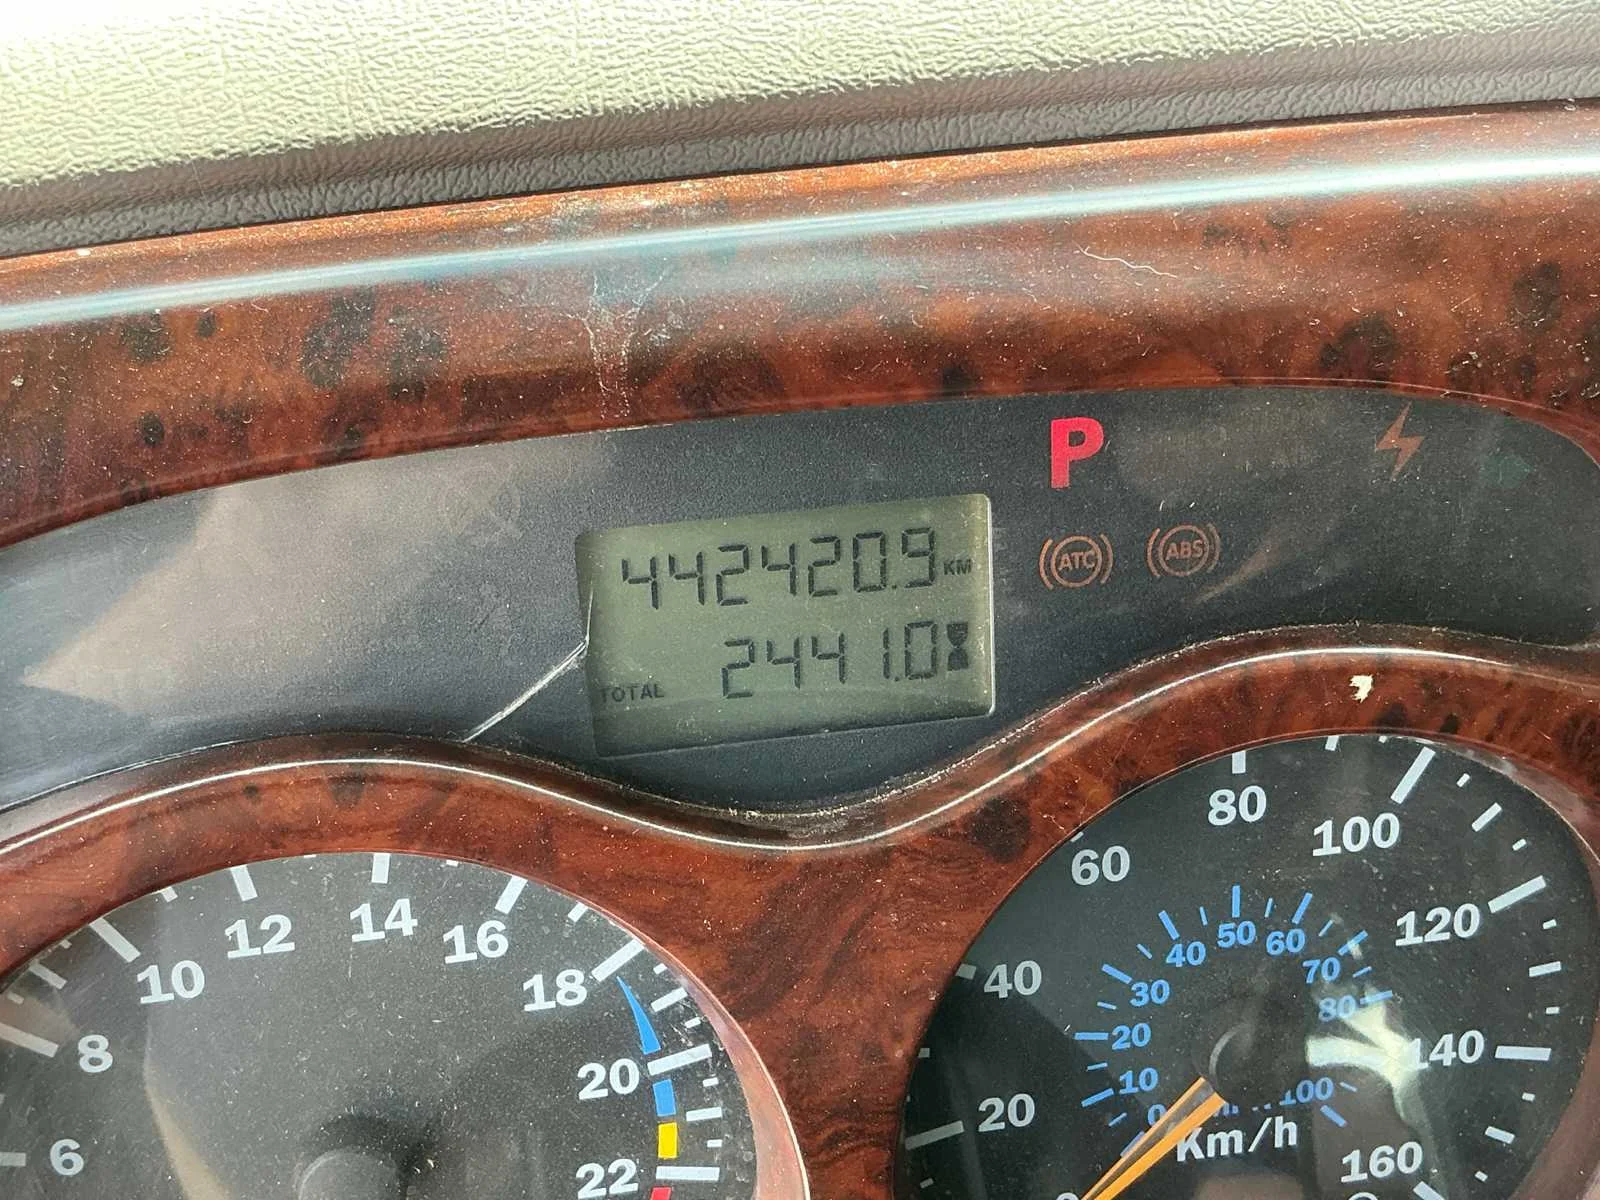 P
442420.9 KM
ATC ABS
TOTAL 2441.0
6 8 10 12 14 16 18 20 22
20 40 60 80 100 120 140 160
0 10 20 30 40 50 60 70 80 100
Km/h